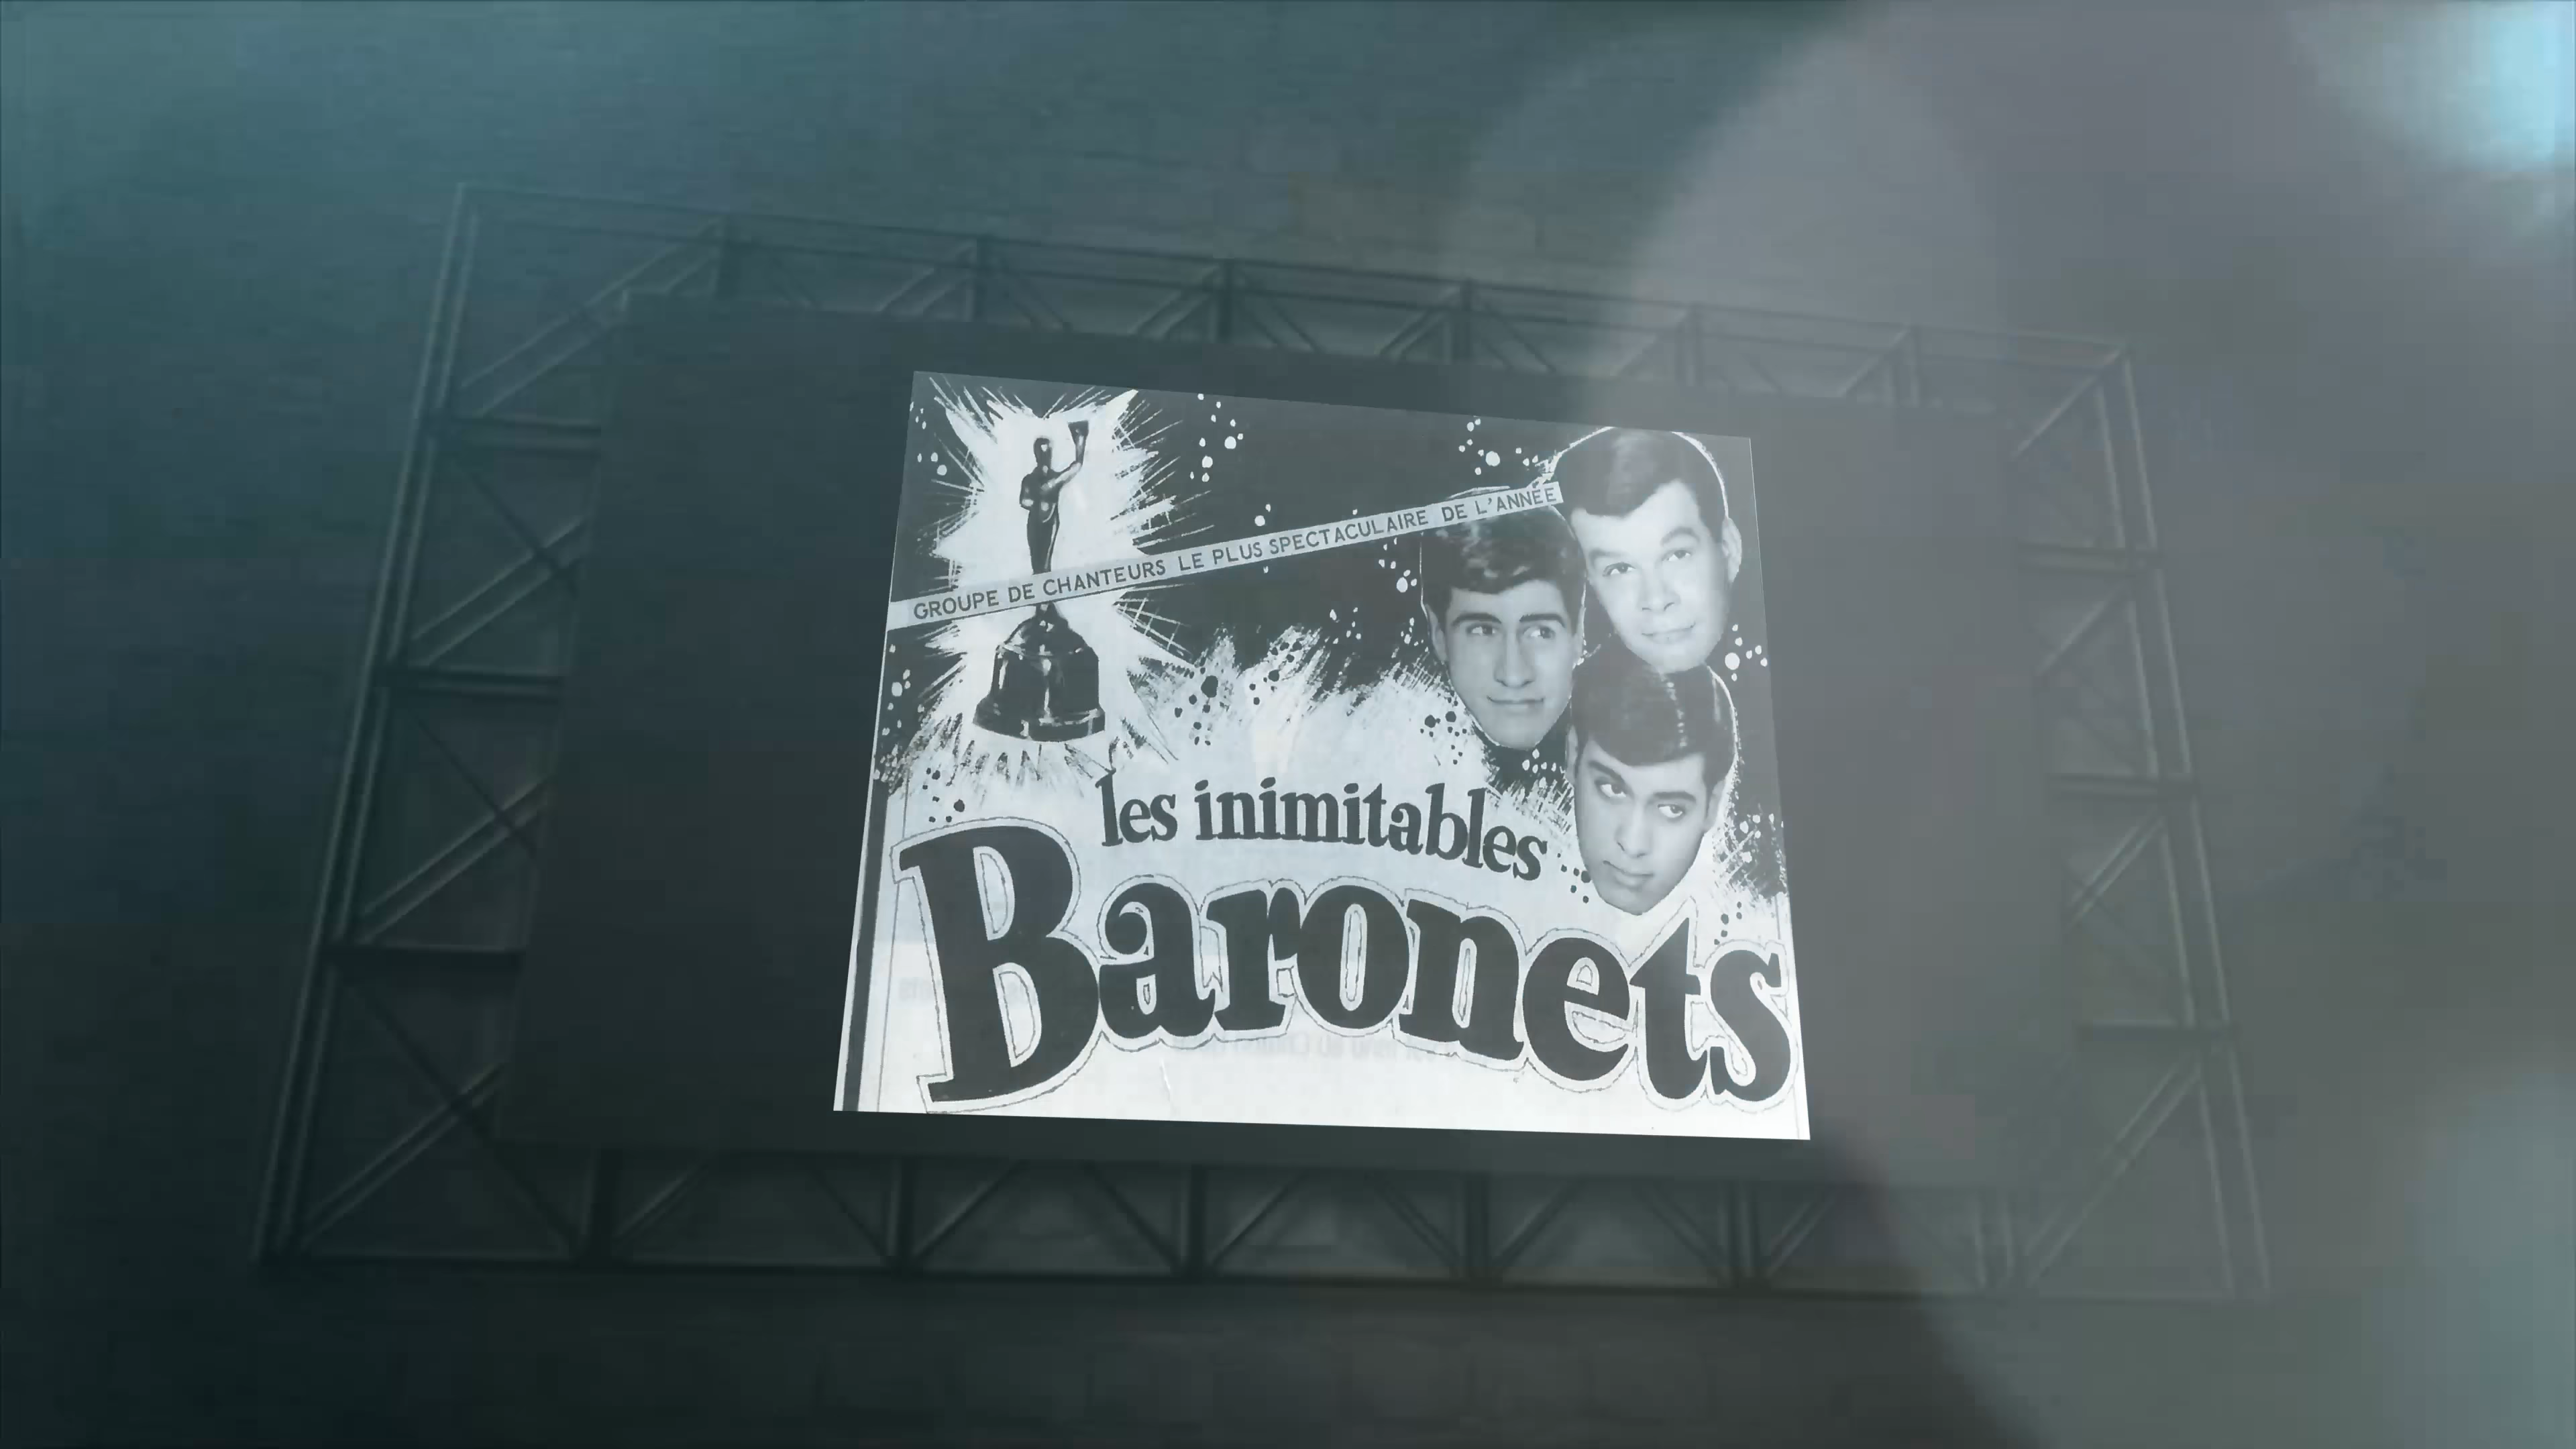 GROUPE DE CHANTEURS LE PLUS SPECTACULAIRE DE L'ANNÉE
les inimitables
Baronets